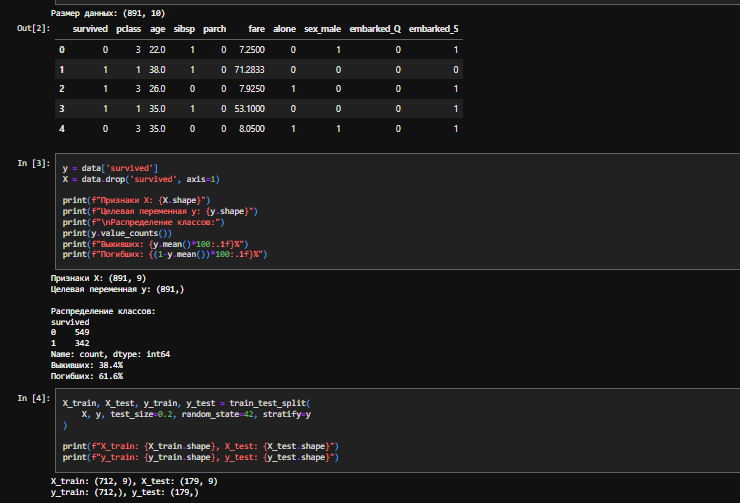 Размер данных: (891, 10)
Out[2]:
survived pclass age sibsp parch fare alone sex_male embarked_Q embarked_S
0 0 3 22.0 1 0 7.2500 0 1 0 1
1 1 1 38.0 1 0 71.2833 0 0 0 0
2 1 3 26.0 0 0 7.9250 1 0 0 1
3 1 1 35.0 1 0 53.1000 0 0 0 1
4 0 3 35.0 0 0 8.0500 1 1 0 1
In [3]:
y = data['survived']
X = data.drop('survived', axis=1)
print(f"Признаки X: {X.shape}")
print(f"Целевая переменная y: {y.shape}")
print(f"\nРаспределение классов:")
print(y.value_counts())
print(f"Выживших: {y.mean()*100:.1f}%")
print(f"Погибших: {(1-y.mean())*100:.1f}%")
Признаки X: (891, 9)
Целевая переменная y: (891,)
Распределение классов:
survived
0 549
1 342
Name: count, dtype: int64
Выживших: 38.4%
Погибших: 61.6%
In [4]:
X_train, X_test, y_train, y_test = train_test_split(
X, y, test_size=0.2, random_state=42, stratify=y
)
print(f"X_train: {X_train.shape}, X_test: {X_test.shape}")
print(f"y_train: {y_train.shape}, y_test: {y_test.shape}")
X_train: (712, 9), X_test: (179, 9)
y_train: (712,), y_test: (179,)